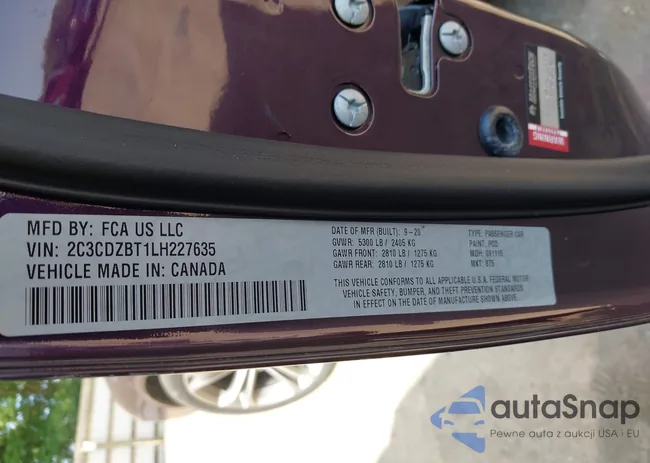 WARNING
MFD BY: FCA US LLC
VIN: 2C3CDZBT1LH227635
VEHICLE MADE IN: CANADA
DATE OF MFR (BUILT): 9-20
GVWR: 5300 LB / 2405 KG
GAWR FRONT: 2810 LB / 1275 KG
GAWR REAR: 2810 LB / 1275 KG
TYPE: PASSENGER CAR
PAINT: PCD
MDH: 091116
MKT: 875
THIS VEHICLE CONFORMS TO ALL APPLICABLE U.S.A. FEDERAL MOTOR
VEHICLE SAFETY, BUMPER, AND THEFT PREVENTION STANDARDS
IN EFFECT ON THE DATE OF MANUFACTURE SHOWN ABOVE.
autaSnap
Pewne auta z aukcji USA i EU